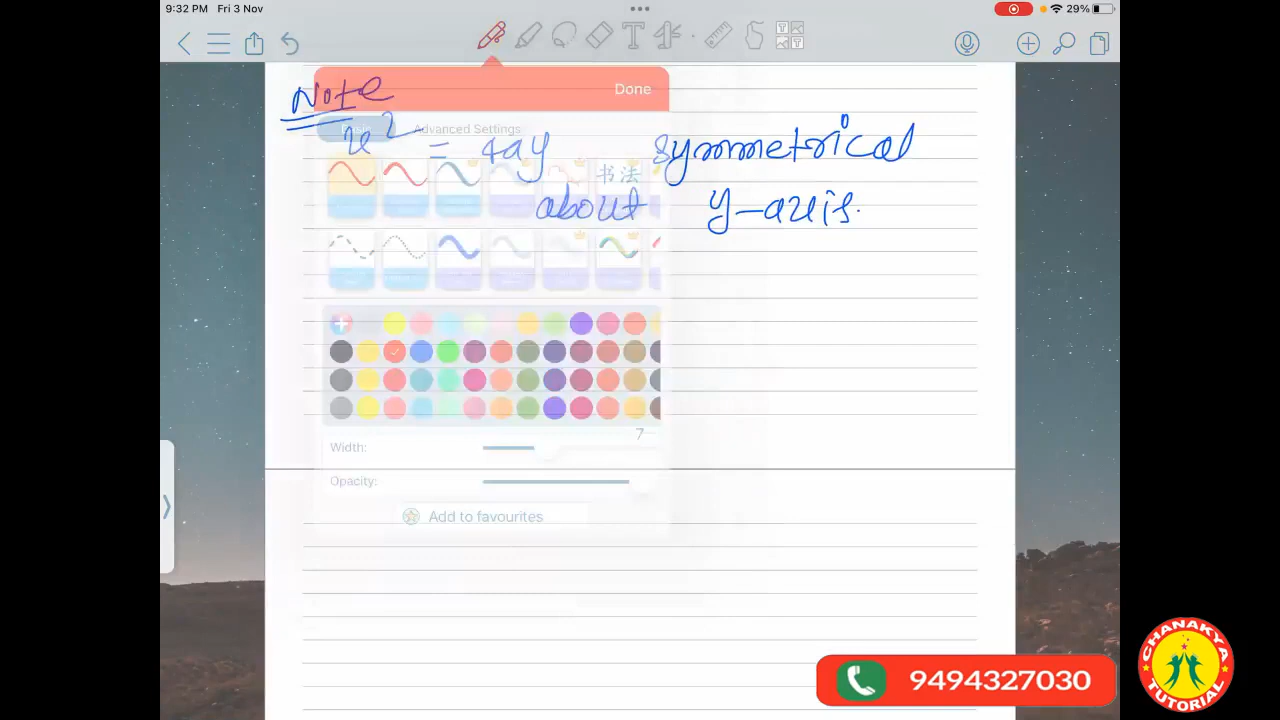 9:32 PM Fri 3 Nov
29%
Done
Note
Basic Advanced Settings
x² = 4ay symmetrical
书法
about y-axis.
7
Width:
Opacity:
Add to favourites
9494327030
CHANAKYA
TUTORIAL